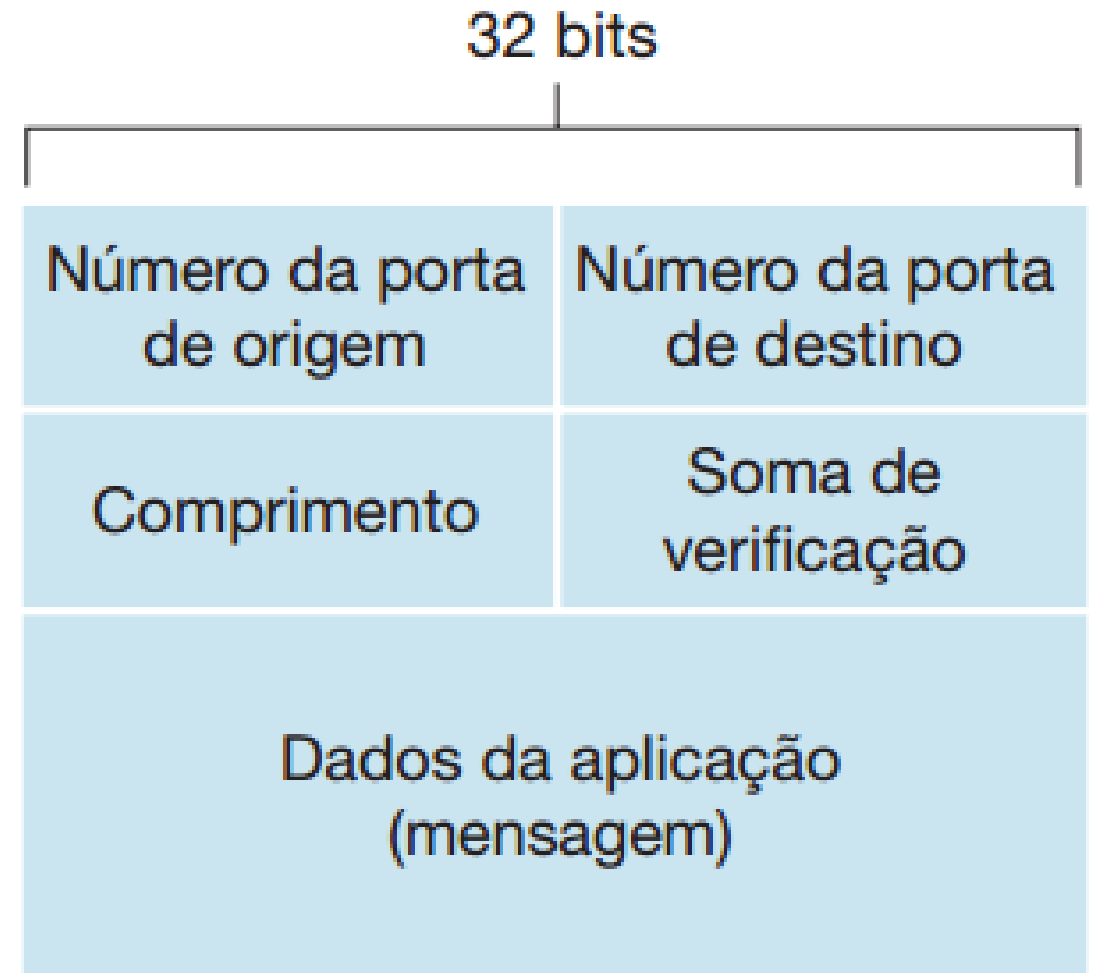 32 bits
Número da porta
de origem
Número da porta
de destino
Comprimento
Soma de
verificação
Dados da aplicação
(mensagem)